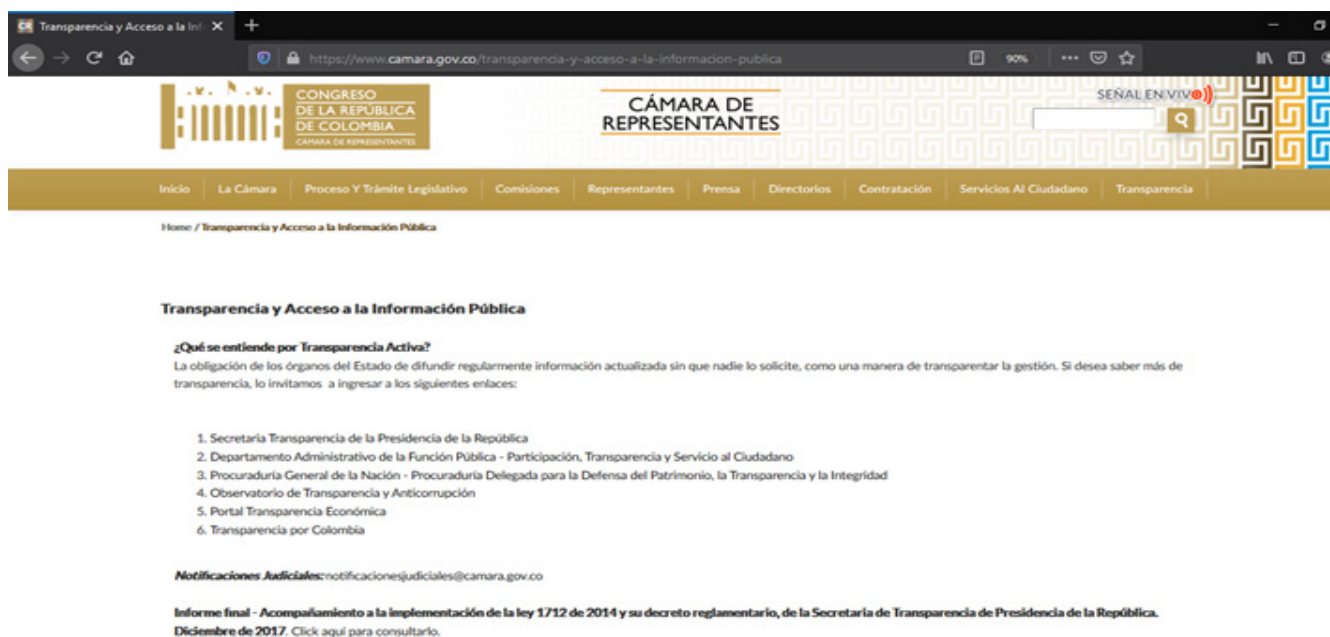 Transparencia y Acceso a la Inf
https://www.camara.gov.co/transparencia-y-acceso-a-la-informacion-publica
90%
CONGRESO
DE LA REPÚBLICA
DE COLOMBIA
CÁMARA DE REPRESENTANTES
CÁMARA DE
REPRESENTANTES
SEÑAL EN VIVO
Inicio La Cámara Proceso Y Trámite Legislativo Comisiones Representantes Prensa Directorios Contratación Servicios Al Ciudadano Transparencia
Home / Transparencia y Acceso a la Información Pública
Transparencia y Acceso a la Información Pública
¿Qué se entiende por Transparencia Activa?
La obligación de los órganos del Estado de difundir regularmente información actualizada sin que nadie lo solicite, como una manera de transparentar la gestión. Si desea saber más de
transparencia, lo invitamos a ingresar a los siguientes enlaces:
1. Secretaria Transparencia de la Presidencia de la República
2. Departamento Administrativo de la Función Pública - Participación, Transparencia y Servicio al Ciudadano
3. Procuraduría General de la Nación - Procuraduría Delegada para la Defensa del Patrimonio, la Transparencia y la Integridad
4. Observatorio de Transparencia y Anticorrupción
5. Portal Transparencia Económica
6. Transparencia por Colombia
Notificaciones Judiciales: notificacionesjudiciales@camara.gov.co
Informe final - Acompañamiento a la implementación de la ley 1712 de 2014 y su decreto reglamentario, de la Secretaria de Transparencia de Presidencia de la República.
Diciembre de 2017. Click aquí para consultarlo.